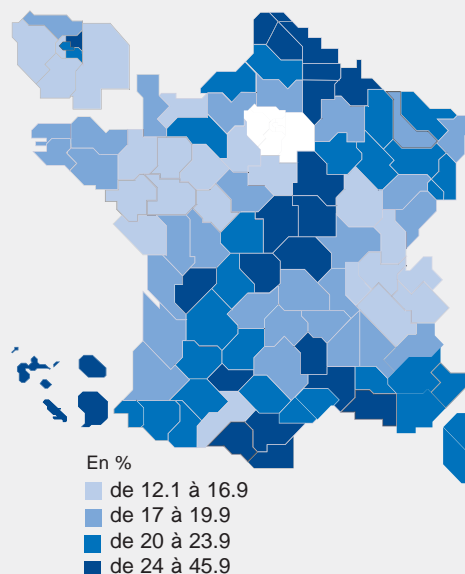 En %
de 12.1 à 16.9
de 17 à 19.9
de 20 à 23.9
de 24 à 45.9